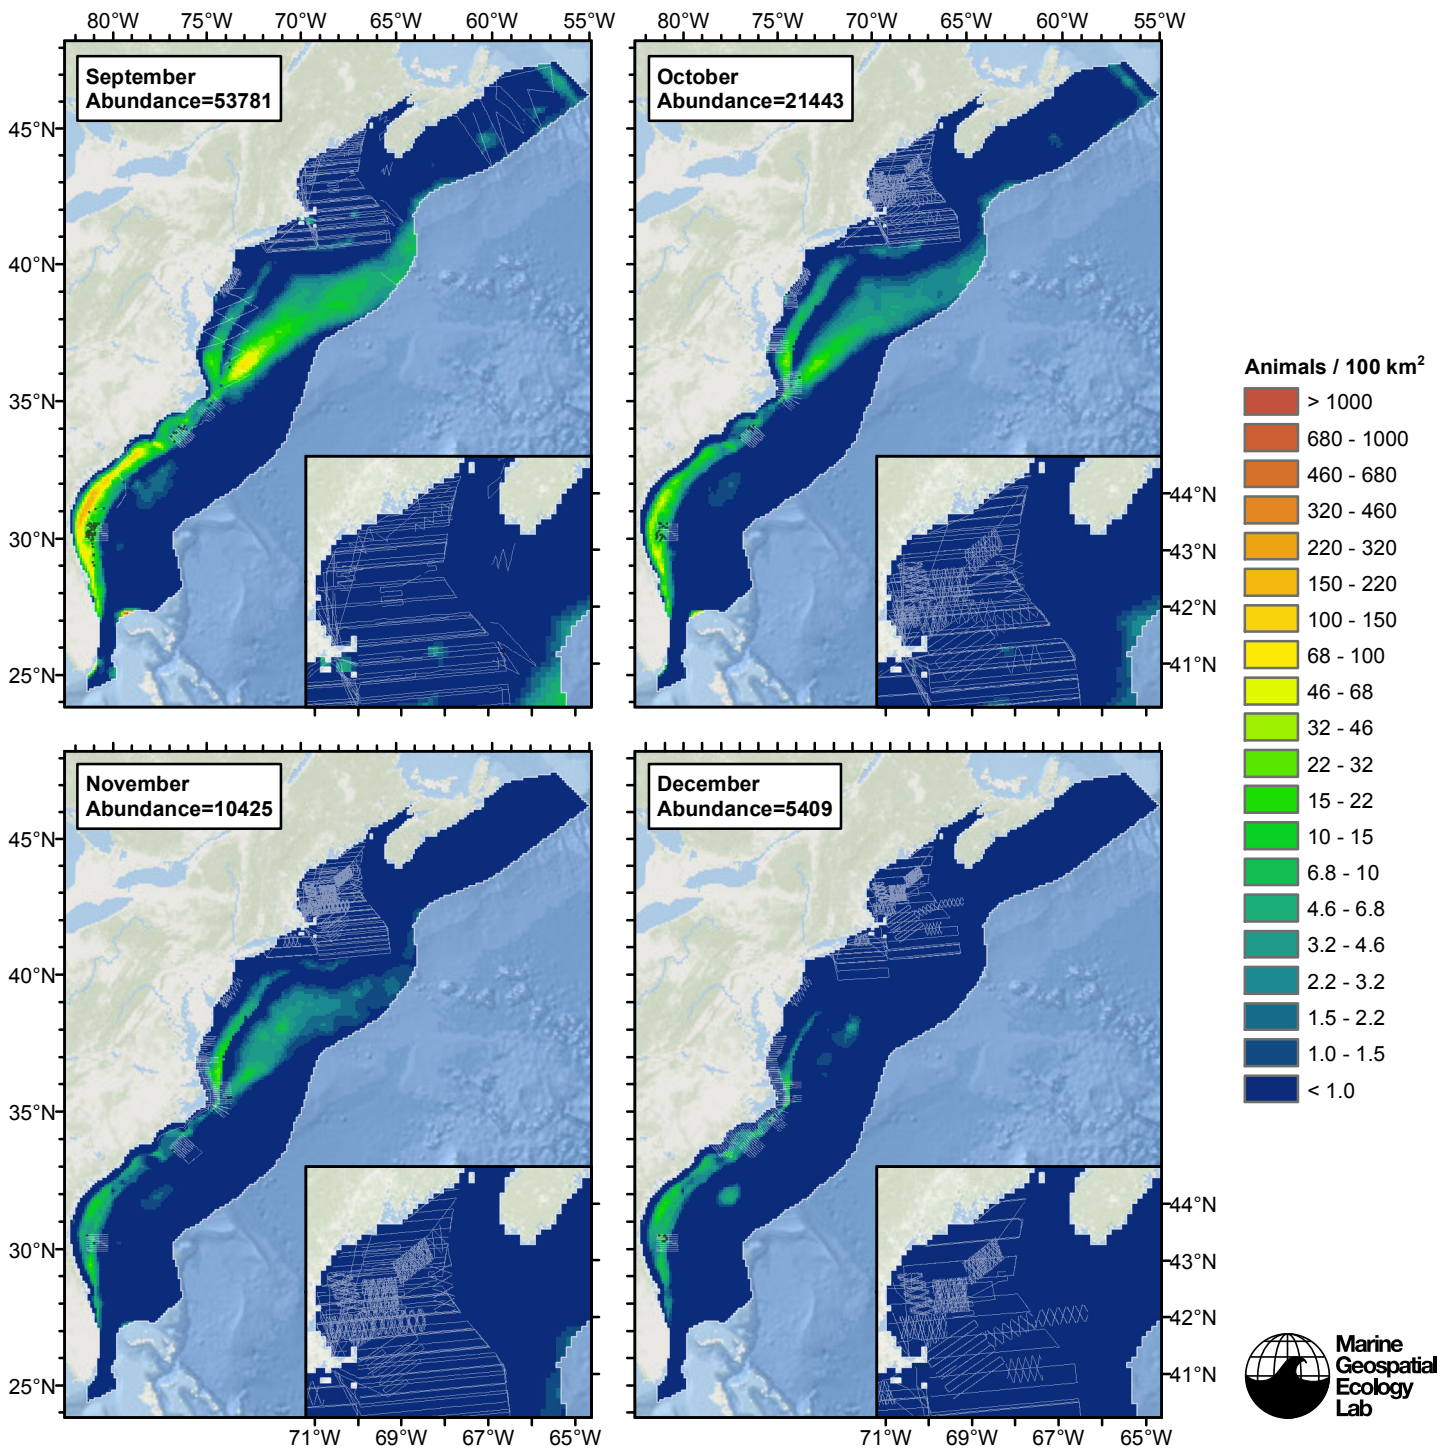 80°W 75°W 70°W 65°W 60°W 55°W
80°W 75°W 70°W 65°W 60°W 55°W
September
Abundance=53781
October
Abundance=21443
45°N
40°N
35°N
30°N
25°N
44°N
43°N
42°N
41°N
November
Abundance=10425
December
Abundance=5409
45°N
40°N
35°N
30°N
25°N
44°N
43°N
42°N
41°N
71°W 69°W 67°W 65°W
71°W 69°W 67°W 65°W
Animals / 100 km²
> 1000
680 - 1000
460 - 680
320 - 460
220 - 320
150 - 220
100 - 150
68 - 100
46 - 68
32 - 46
22 - 32
15 - 22
10 - 15
6.8 - 10
4.6 - 6.8
3.2 - 4.6
2.2 - 3.2
1.5 - 2.2
1.0 - 1.5
< 1.0
Marine
Geospatial
Ecology
Lab